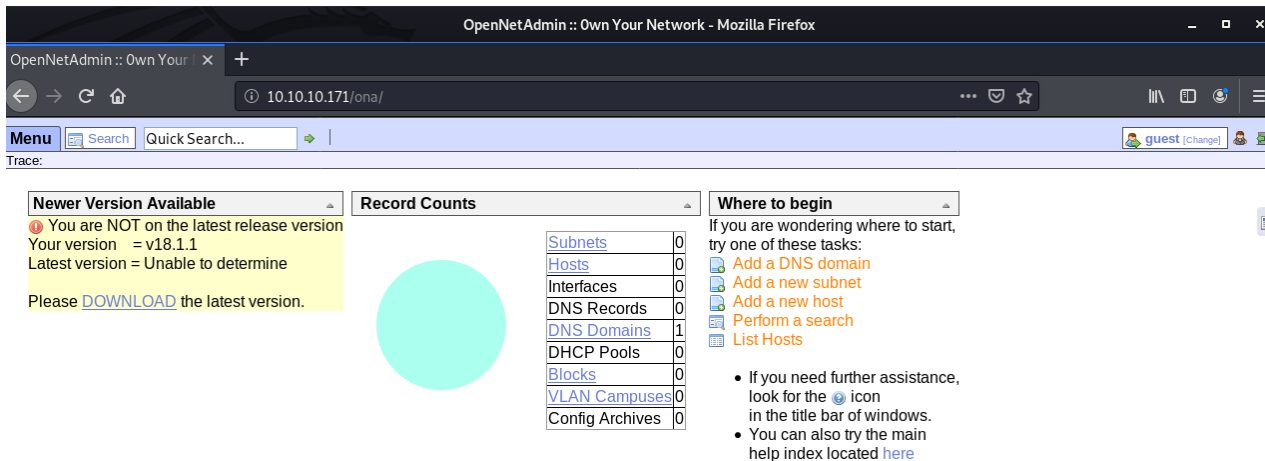 OpenNetAdmin :: 0wn Your Network - Mozilla Firefox
OpenNetAdmin :: 0wn Your
10.10.10.171/ona/
Menu Search Quick Search... guest [Change]
Trace:
Newer Version Available
You are NOT on the latest release version
Your version = v18.1.1
Latest version = Unable to determine
Please DOWNLOAD the latest version.
Record Counts
Subnets 0
Hosts 0
Interfaces 0
DNS Records 0
DNS Domains 1
DHCP Pools 0
Blocks 0
VLAN Campuses 0
Config Archives 0
Where to begin
If you are wondering where to start,
try one of these tasks:
Add a DNS domain
Add a new subnet
Add a new host
Perform a search
List Hosts
• If you need further assistance,
look for the icon
in the title bar of windows.
• You can also try the main
help index located here